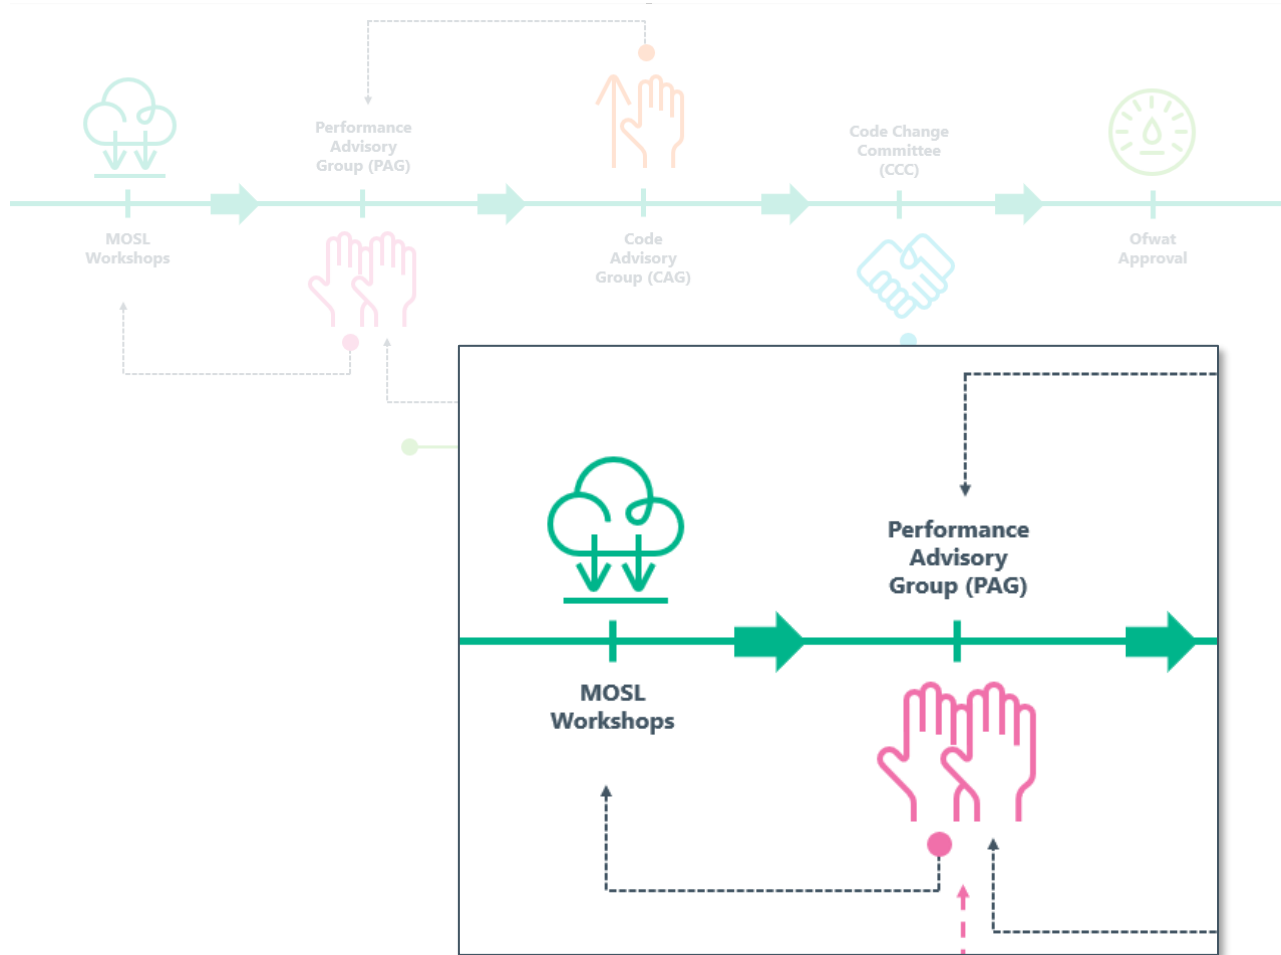 Performance
Advisory
Group (PAG)
Code Change
Committee
(CCC)
MOSL
Workshops
Code
Advisory
Group (CAG)
Ofwat
Approval
Performance
Advisory
Group (PAG)
MOSL
Workshops